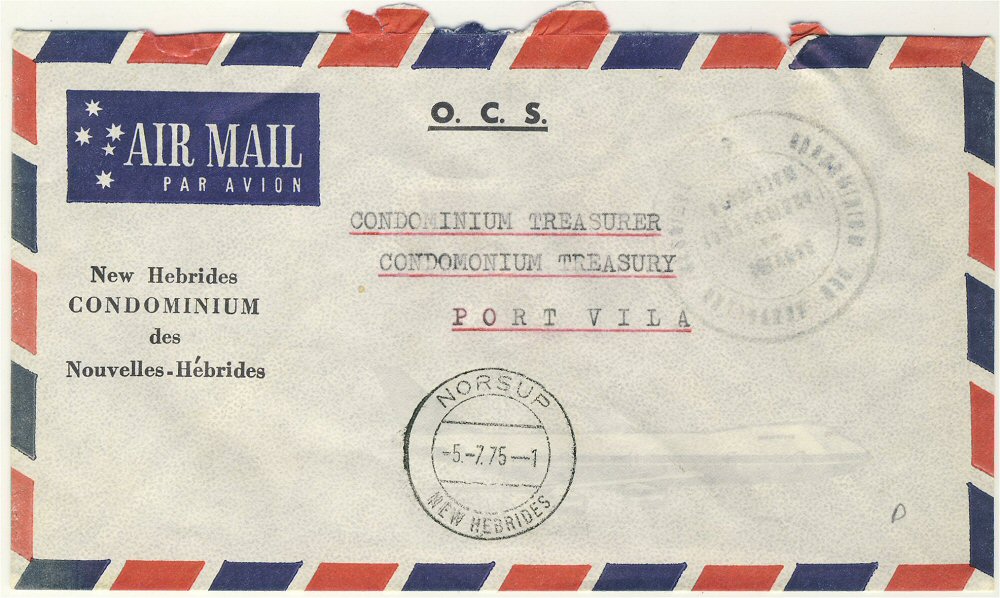 O. C. S.
AIR MAIL
PAR AVION
CONDOMINIUM TREASURER
CONDOMONIUM TREASURY
PORT VILA
New Hebrides
CONDOMINIUM
des
Nouvelles-Hébrides
NORSUP
-5.-7.75--1
NEW HEBRIDES
D